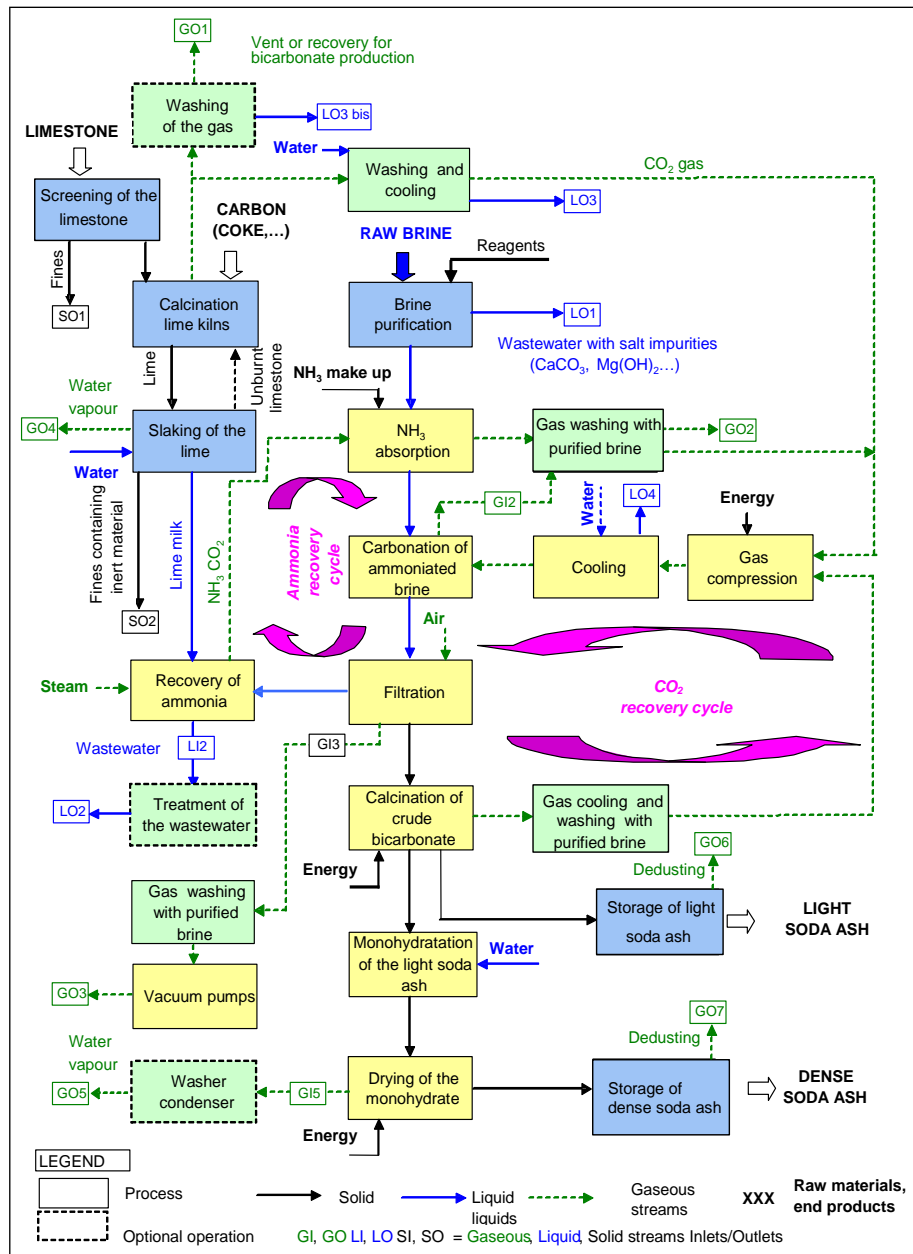 GO1
Vent or recovery for
bicarbonate production
Washing
of the gas
LO3 bis
LIMESTONE
Water
Washing and
cooling
CO2 gas
LO3
Screening of the
limestone
CARBON
(COKE,...)
RAW BRINE
Reagents
Fines
SO1
Calcination
lime kilns
Brine
purification
LO1
Wastewater with salt impurities
(CaCO3, Mg(OH)2...)
Lime
Unburnt
limestone
NH3 make up
Water
vapour
GO4
Slaking of the
lime
Water
NH3
absorption
Gas washing with
purified brine
GO2
GI2
Water
LO4
Energy
Fines containing
inert material
Lime milk
NH3 CO2
Ammonia
recovery
cycle
Carbonation of
ammoniated
brine
Cooling
Gas
compression
SO2
Air
Steam
Recovery of
ammonia
Filtration
CO2
recovery cycle
Wastewater
LI2
GI3
LO2
Treatment of
the wastewater
Calcination of
crude
bicarbonate
Gas cooling and
washing with
purified brine
Energy
GO6
Dedusting
Gas washing
with purified
brine
Storage of light
soda ash
LIGHT
SODA ASH
Monohydratation
of the light soda
ash
Water
GO3
Vacuum pumps
GO7
Dedusting
Water
vapour
GO5
Washer
condenser
GI5
Drying of the
monohydrate
Storage of
dense soda ash
DENSE
SODA ASH
Energy
LEGEND
Process
Solid
Liquid
liquids
Gaseous
streams
XXX
Raw materials,
end products
Optional operation
GI, GO LI, LO SI, SO = Gaseous, Liquid, Solid streams Inlets/Outlets